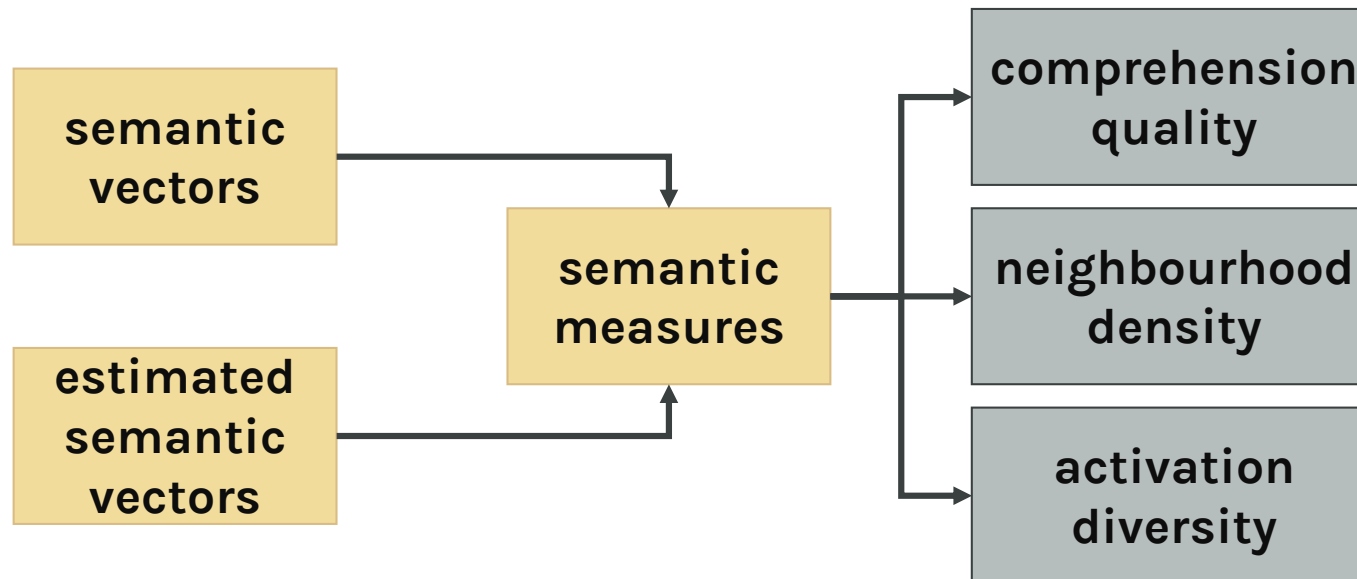 semantic
vectors
estimated
semantic
vectors
semantic
measures
comprehension
quality
neighbourhood
density
activation
diversity